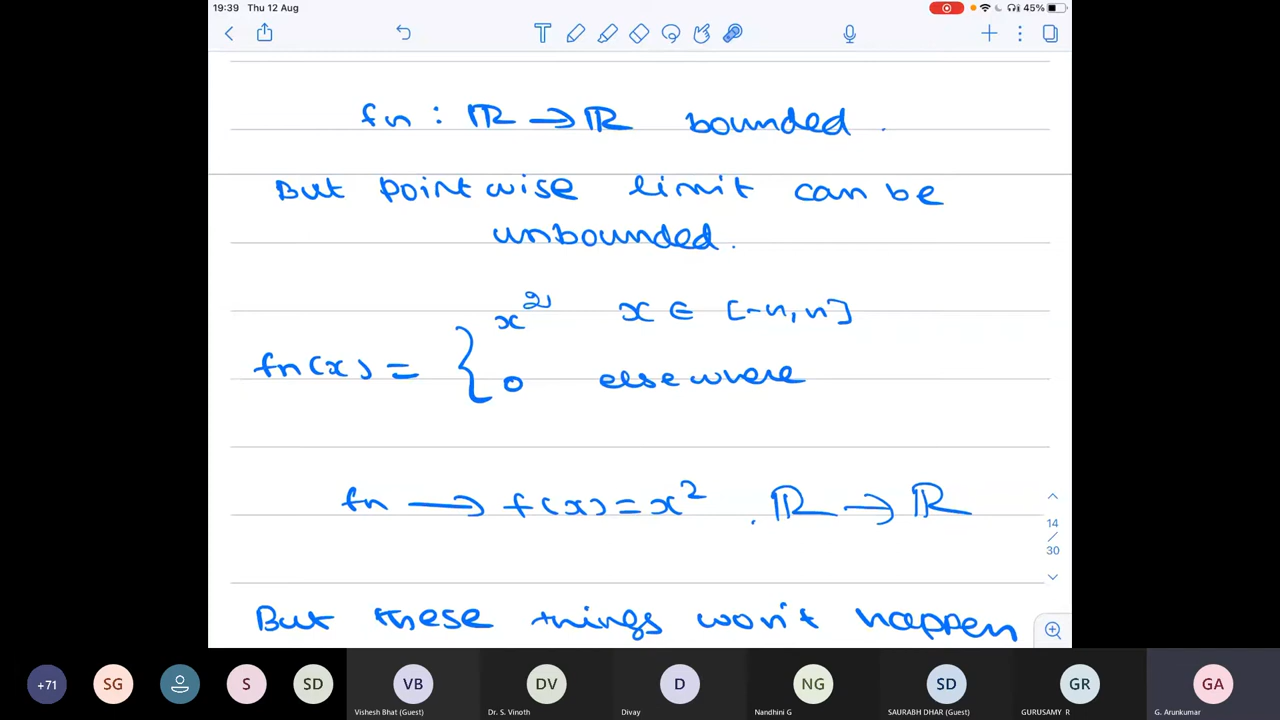 19:39 Thu 12 Aug
45%
fn : ℝ → ℝ bounded.
But pointwise limit can be
unbounded.
x² x ∈ [-n, n]
fn(x) = {
0 elsewhere
fn → f(x) = x² . ℝ → ℝ
14
/
30
But these things won't happen
+71 SG S SD VB DV D NG SD GR GA
Vishesh Bhat (Guest) Dr. S. Vinoth Divay Nandhini G SAURABH DHAR (Guest) GURUSAMY R G. Arunkumar